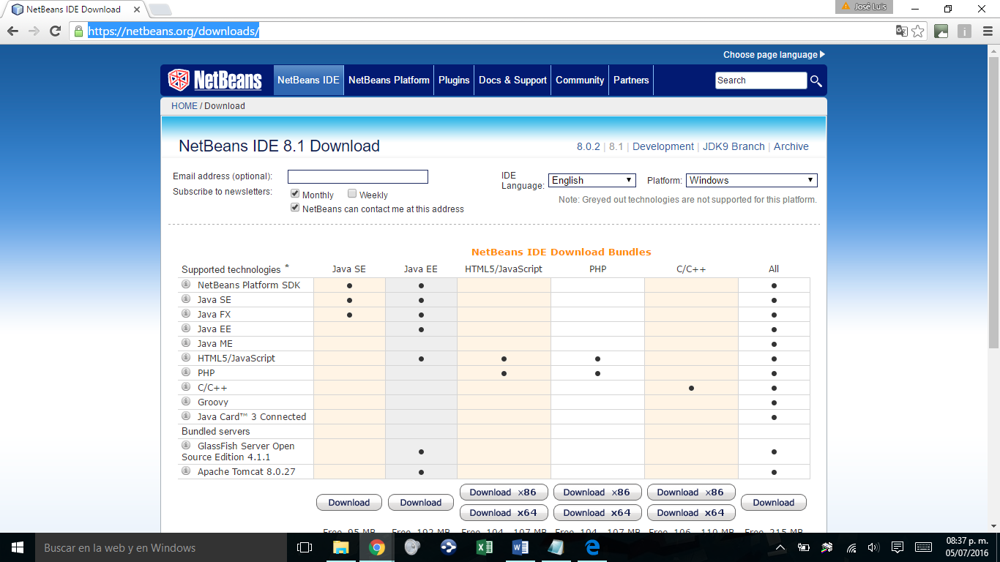 NetBeans IDE Download
José Luis
https://netbeans.org/downloads/
Choose page language
NetBeans
NetBeans IDE NetBeans Platform Plugins Docs & Support Community Partners
Search
HOME / Download
NetBeans IDE 8.1 Download
8.0.2 | 8.1 | Development | JDK9 Branch | Archive
Email address (optional):
IDE Language: English Platform: Windows
Subscribe to newsletters: Monthly Weekly
Note: Greyed out technologies are not supported for this platform.
NetBeans can contact me at this address
NetBeans IDE Download Bundles
Supported technologies * Java SE Java EE HTML5/JavaScript PHP C/C++ All
NetBeans Platform SDK
Java SE
Java FX
Java EE
Java ME
HTML5/JavaScript
PHP
C/C++
Groovy
Java Card™ 3 Connected
Bundled servers
GlassFish Server Open
Source Edition 4.1.1
Apache Tomcat 8.0.27
Download Download Download x86 Download x86 Download x86 Download
Download x64 Download x64 Download x64
Free, 95 MB Free, 192 MB Free, 104 - 107 MB Free, 104 - 107 MB Free, 106 - 110 MB Free, 215 MB
Buscar en la web y en Windows
08:37 p. m.
05/07/2016